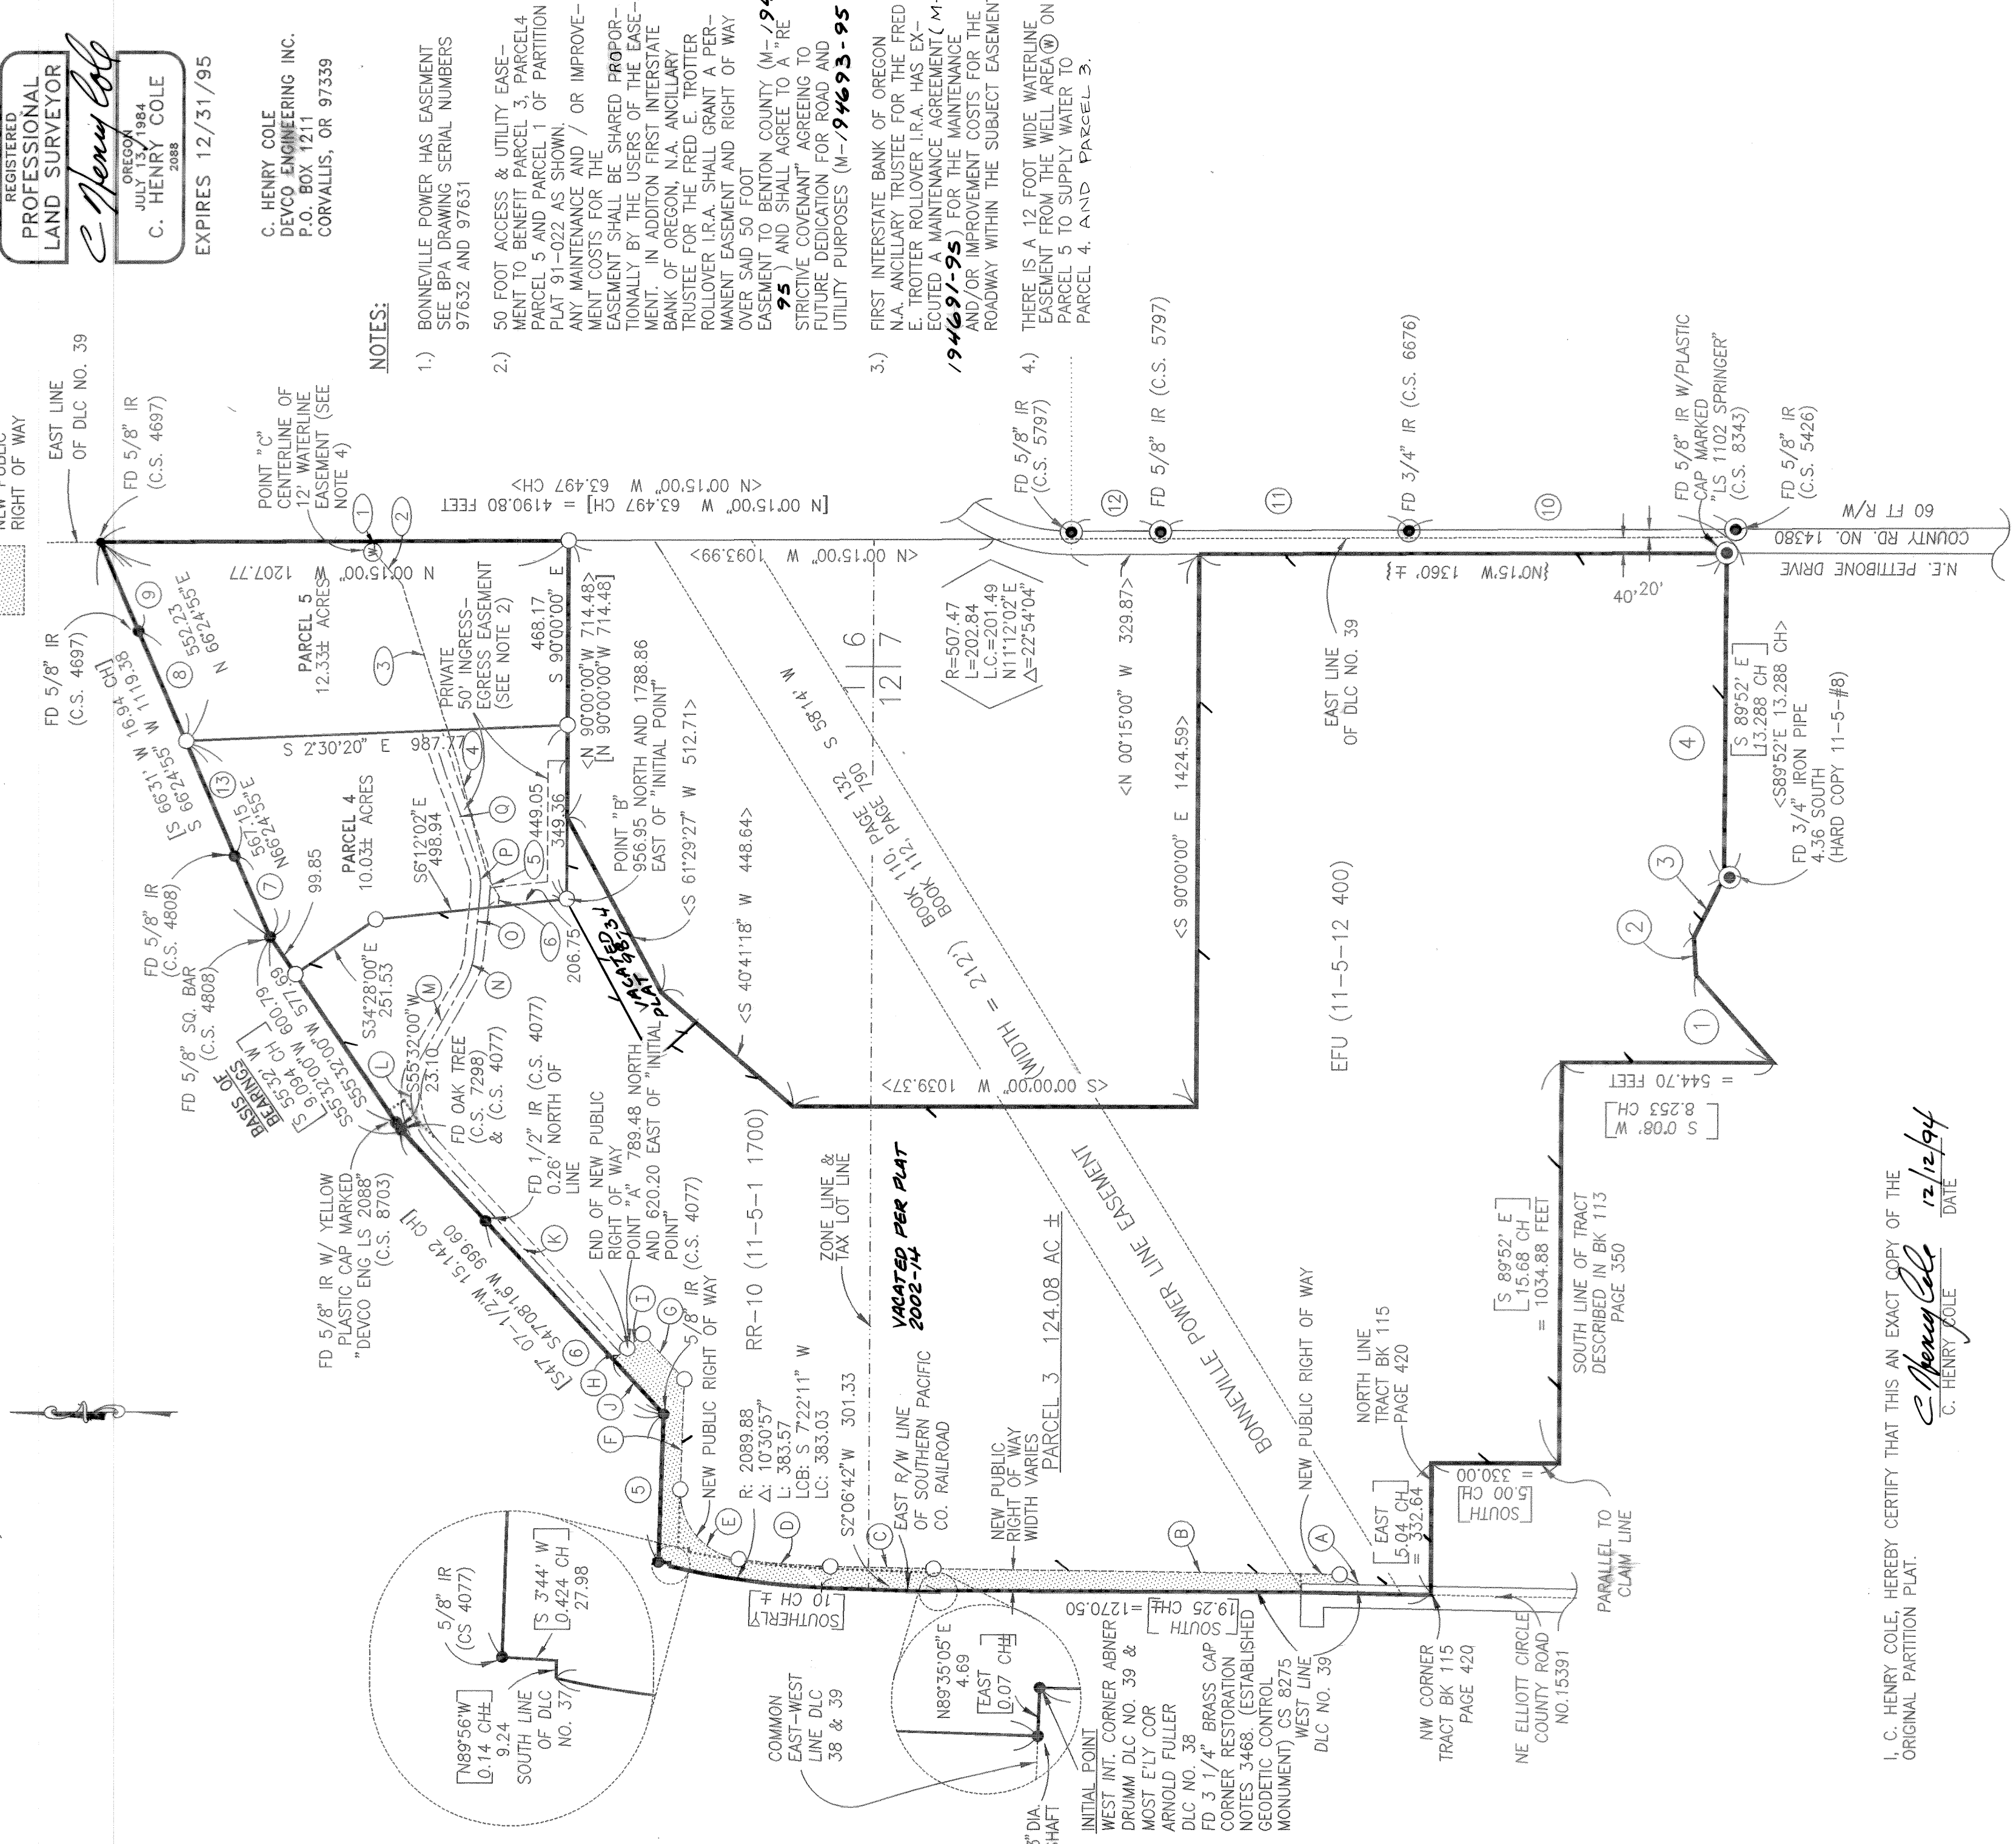 REGISTERED
PROFESSIONAL
LAND SURVEYOR
C Henry Cole
OREGON
JULY 13, 1984
C. HENRY COLE
2088
EXPIRES 12/31/95
C. HENRY COLE
DEVCO ENGINEERING INC.
P.O. BOX 1211
CORVALLIS, OR 97339
NOTES:
1.) BONNEVILLE POWER HAS EASEMENT
SEE BPA DRAWING SERIAL NUMBERS
97632 AND 97631
2.) 50 FOOT ACCESS & UTILITY EASE-
MENT TO BENEFIT PARCEL 3, PARCEL4
PARCEL 5 AND PARCEL 1 OF PARTITION
PLAT 91-022 AS SHOWN.
ANY MAINTENANCE AND / OR IMPROVE-
MENT COSTS FOR THE
EASEMENT SHALL BE SHARED PROPOR-
TIONALLY BY THE USERS OF THE EASE-
MENT. IN ADDITON FIRST INTERSTATE
BANK OF OREGON, N.A. ANCILLARY
TRUSTEE FOR THE FRED E. TROTTER
ROLLOVER I.R.A. SHALL GRANT A PER-
MANENT EASEMENT AND RIGHT OF WAY
OVER SAID 50 FOOT
EASEMENT TO BENTON COUNTY (M-194
95) AND SHALL AGREE TO A "RE
STRICTIVE COVENANT" AGREEING TO
FUTURE DEDICATION FOR ROAD AND
UTILITY PURPOSES (M-194693-95
3.) FIRST INTERSTATE BANK OF OREGON
N.A. ANCILLARY TRUSTEE FOR THE FRED
E. TROTTER ROLLOVER I.R.A. HAS EX-
ECUTED A MAINTENANCE AGREEMENT (M-
194691-95) FOR THE MAINTENANCE
AND/OR IMPROVEMENT COSTS FOR THE
ROADWAY WITHIN THE SUBJECT EASEMENT
4.) THERE IS A 12 FOOT WIDE WATERLINE
EASEMENT FROM THE WELL AREA W ON
PARCEL 5 TO SUPPLY WATER TO
PARCEL 4. AND PARCEL 3.
RIGHT OF WAY
EAST LINE
OF DLC NO. 39
FD 5/8" IR
(C.S. 4697)
POINT "C"
CENTERLINE OF
12' WATERLINE
EASEMENT (SEE
NOTE 4)
1
2
W
N 00°15'00" W 1207.77
[N 00°15'00" W 63.497 CH] = 4190.80 FEET
<N 00°15'00" W 63.497 CH>
FD 5/8" IR
(C.S. 5797)
12
FD 5/8" IR (C.S. 5797)
11
FD 3/4" IR (C.S. 6676)
10
FD 5/8" IR W/PLASTIC
CAP MARKED
"LS 1102 SPRINGER"
(C.S. 8343)
FD 5/8" IR
(C.S. 5426)
60 FT R/W
COUNTY RD. NO. 14380
N.E. PETTIBONE DRIVE
FD 5/8" IR
(C.S. 4697)
9
8
552.23
N 66°24'55"E
[S 66°31' W 16.94 CH]
S 66°24'55" W 1119.38
PARCEL 5
12.33± ACRES
3
PRIVATE
50' INGRESS-
EGRESS EASEMENT
(SEE NOTE 2)
468.17
S 90°00'00" E
<N 90°00'00"W 714.48>
[N 90°00'00"W 714.48]
<N 00°15'00" W 1093.99>
S 2°30'20" E 987.77
4
13
567.15
N66°24'55"E
PARCEL 4
10.03± ACRES
S6°12'02"E
498.94
Q
P
5
449.05
349.36
POINT "B"
956.95 NORTH AND 1788.86
EAST OF "INITIAL POINT"
<S 61°29'27" W 512.71>
BOOK 110, PAGE 132 S 58°14' W
BOOK 112, PAGE 790
(WIDTH = 212')
1 6
12 7
R=507.47
L=202.84
L.C.=201.49
N11°12'02"E
△=22°54'04"
<N 00°15'00" W 329.87>
EAST LINE
OF DLC NO. 39
{N0°15'W 1360' ±}
40'
20'
FD 5/8" IR
(C.S. 4808)
7
99.85
FD 5/8" SQ. BAR
(C.S. 4808)
BASIS OF
BEARINGS
[S 55°32' W
9.094 CH]
S55°32'00"W 600.79
S55°32'00"W 577.69
S34°28'00"E
251.53
O
6
206.75
N
M
VACATED
PLAT 98-34
<S 40°41'18" W 448.64>
<S 90°00'00" E 1424.59>
EFU (11-5-12 400)
4
[S 89°52' E
13.288 CH]
<S89°52'E 13.288 CH>
FD 3/4" IRON PIPE
4.36 SOUTH
(HARD COPY 11-5-#8)
3
2
1
L
S55°32'00"W
23.10
FD OAK TREE
(C.S. 7298)
& (C.S. 4077)
FD 1/2" IR (C.S. 4077)
0.26' NORTH OF
LINE
K
FD 5/8" IR W/ YELLOW
PLASTIC CAP MARKED
"DEVCO ENG LS 2088"
(C.S. 8703)
[S47° 07-1/2'W 15.142 CH]
S47°08'16"W 999.60
END OF NEW PUBLIC
RIGHT OF WAY
POINT "A" 789.48 NORTH
AND 620.20 EAST OF "INITIAL
POINT"
<S 00°00'00" W 1039.37>
[S 0°08' W
8.253 CH]
= 544.70 FEET
6
H
I
J
G
F
5/8" IR (C.S. 4077)
NEW PUBLIC RIGHT OF WAY
RR-10 (11-5-1 1700)
ZONE LINE &
TAX LOT LINE
VACATED PER PLAT
2002-14
PARCEL 3 124.08 AC ±
BONNEVILLE POWER LINE EASEMENT
5
E
R: 2089.88
△: 10°30'57"
L: 383.57
LCB: S 7°22'11" W
LC: 383.03
D
S2°06'42"W 301.33
C
EAST R/W LINE
OF SOUTHERN PACIFIC
CO. RAILROAD
NEW PUBLIC
RIGHT OF WAY
WIDTH VARIES
B
NEW PUBLIC RIGHT OF WAY
A
NORTH LINE
TRACT BK 115
PAGE 420
[EAST
5.04 CH]
= 332.64
[SOUTH
5.00 CH]
= 330.00
[S 89°52' E
15.68 CH]
= 1034.88 FEET
SOUTH LINE OF TRACT
DESCRIBED IN BK 113
PAGE 350
PARALLEL TO
CLAIM LINE
5/8" IR
(CS 4077)
[S 3°44' W
0.424 CH]
27.98
[N89°56'W
0.14 CH±]
9.24
SOUTH LINE
OF DLC
NO. 37
[SOUTHERLY
10 CH ±]
COMMON
EAST-WEST
LINE DLC
38 & 39
N89°35'05"E
4.69
[EAST
0.07 CH±]
[SOUTH
19.25 CH±]
=1270.50
3" DIA.
SHAFT
INITIAL POINT
WEST INT. CORNER ABNER
DRUMM DLC NO. 39 &
MOST E'LY COR
ARNOLD FULLER
DLC NO. 38
FD 3 1/4" BRASS CAP
CORNER RESTORATION
NOTES 3468. (ESTABLISHED
GEODETIC CONTROL
MONUMENT) CS 8275
WEST LINE
DLC NO. 39
NW CORNER
TRACT BK 115
PAGE 420
NE ELLIOTT CIRCLE
COUNTY ROAD
NO.15391
I, C. HENRY COLE, HEREBY CERTIFY THAT THIS AN EXACT COPY OF THE
ORIGINAL PARTITION PLAT.
C Henry Cole 12/12/94
C. HENRY COLE DATE